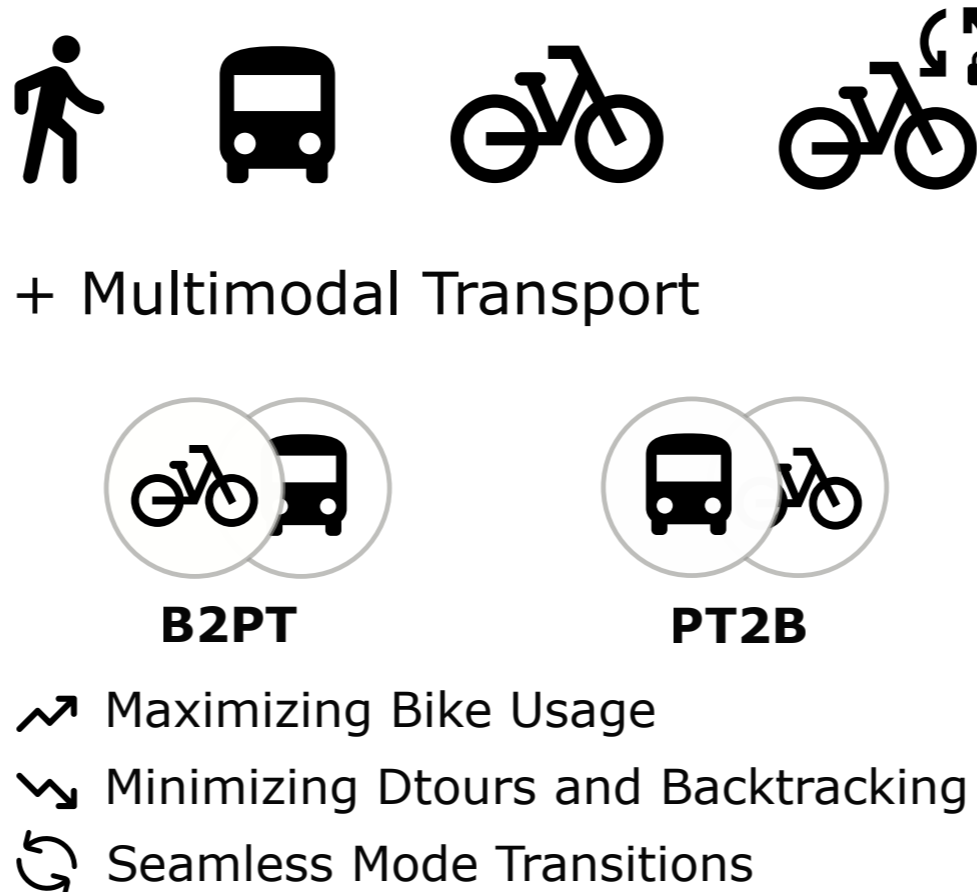 + Multimodal Transport
B2PT
PT2B
Maximizing Bike Usage
Minimizing Dtours and Backtracking
Seamless Mode Transitions